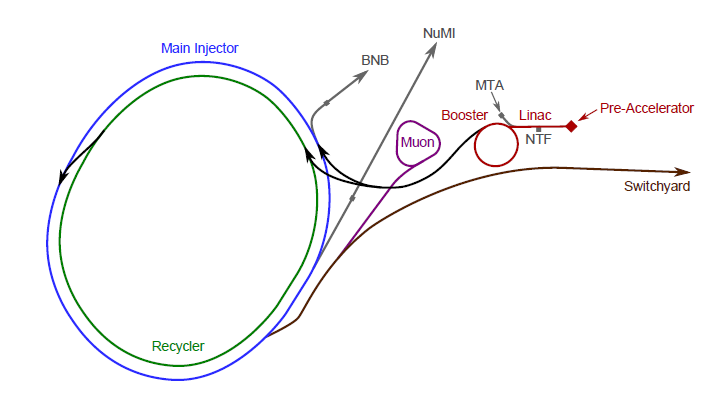 NuMI
Main Injector
BNB
MTA
Booster
Linac
Pre-Accelerator
Muon
NTF
Switchyard
Recycler